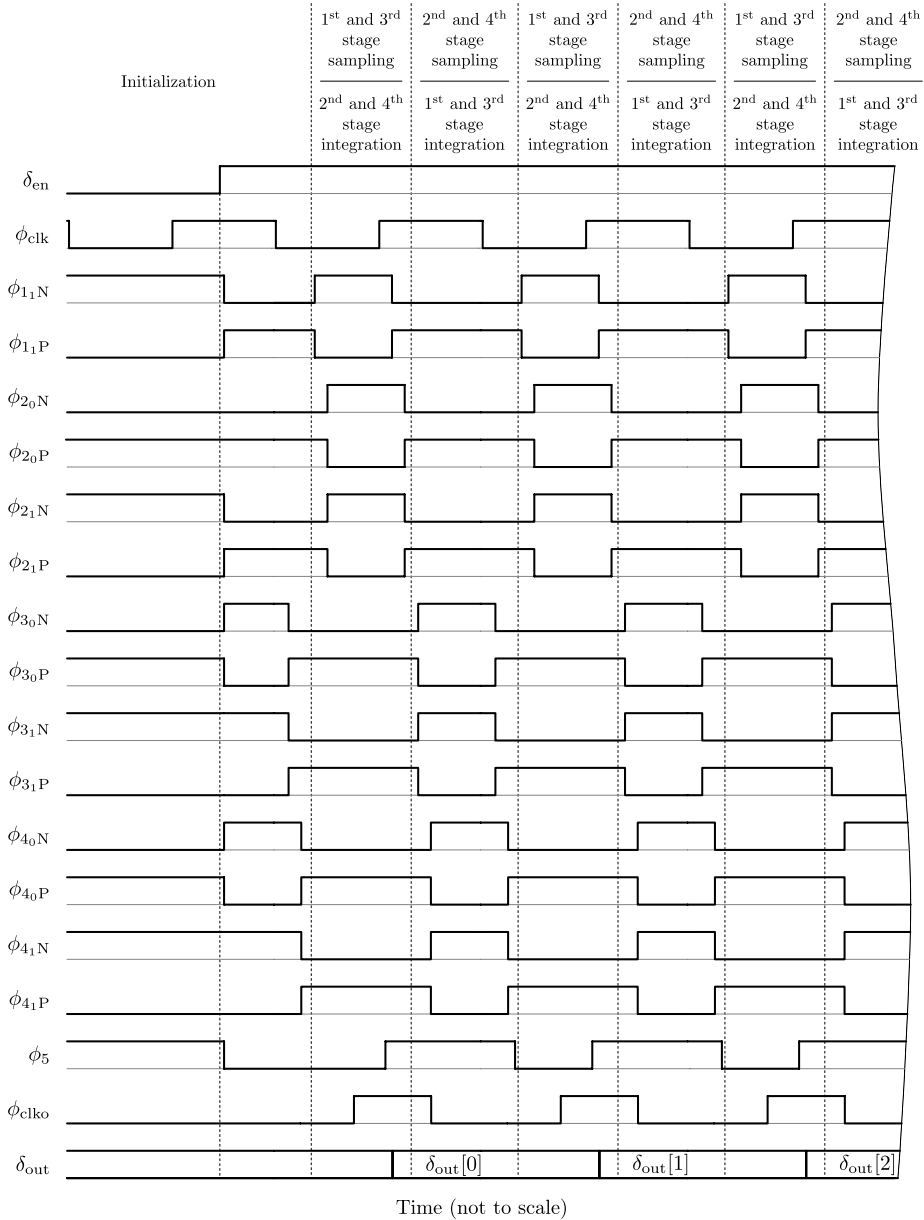 1st and 3rd stage sampling
2nd and 4th stage integration
2nd and 4th stage sampling
1st and 3rd stage integration
1st and 3rd stage sampling
2nd and 4th stage integration
2nd and 4th stage sampling
1st and 3rd stage integration
1st and 3rd stage sampling
2nd and 4th stage integration
2nd and 4th stage sampling
1st and 3rd stage integration
Initialization
δen
ϕclk
ϕ1₁N
ϕ1₁P
ϕ2₀N
ϕ2₀P
ϕ2₁N
ϕ2₁P
ϕ3₀N
ϕ3₀P
ϕ3₁N
ϕ3₁P
ϕ4₀N
ϕ4₀P
ϕ4₁N
ϕ4₁P
ϕ5
ϕclko
δout δout[0] δout[1] δout[2]
Time (not to scale)